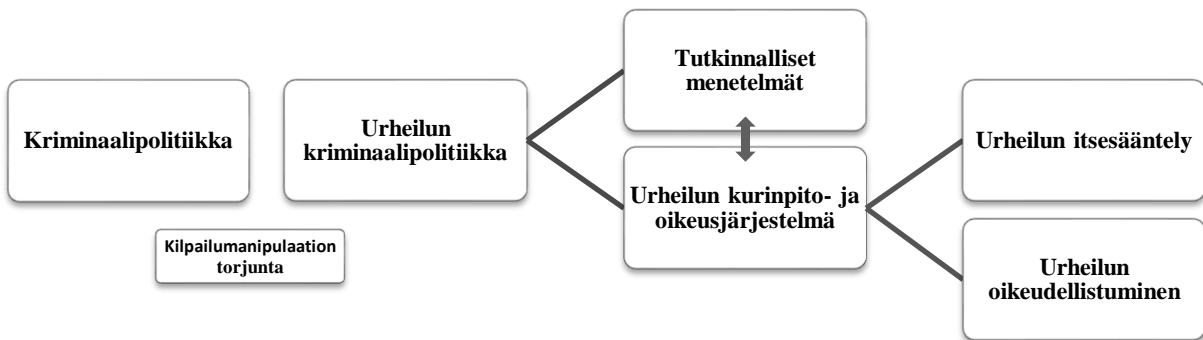 Kriminaalipolitiikka
Urheilun
kriminaalipolitiikka
Tutkinnalliset
menetelmät
Urheilun kurinpito- ja
oikeusjärjestelmä
Urheilun itsesääntely
Urheilun
oikeudellistuminen
Kilpailumanipulaation
torjunta